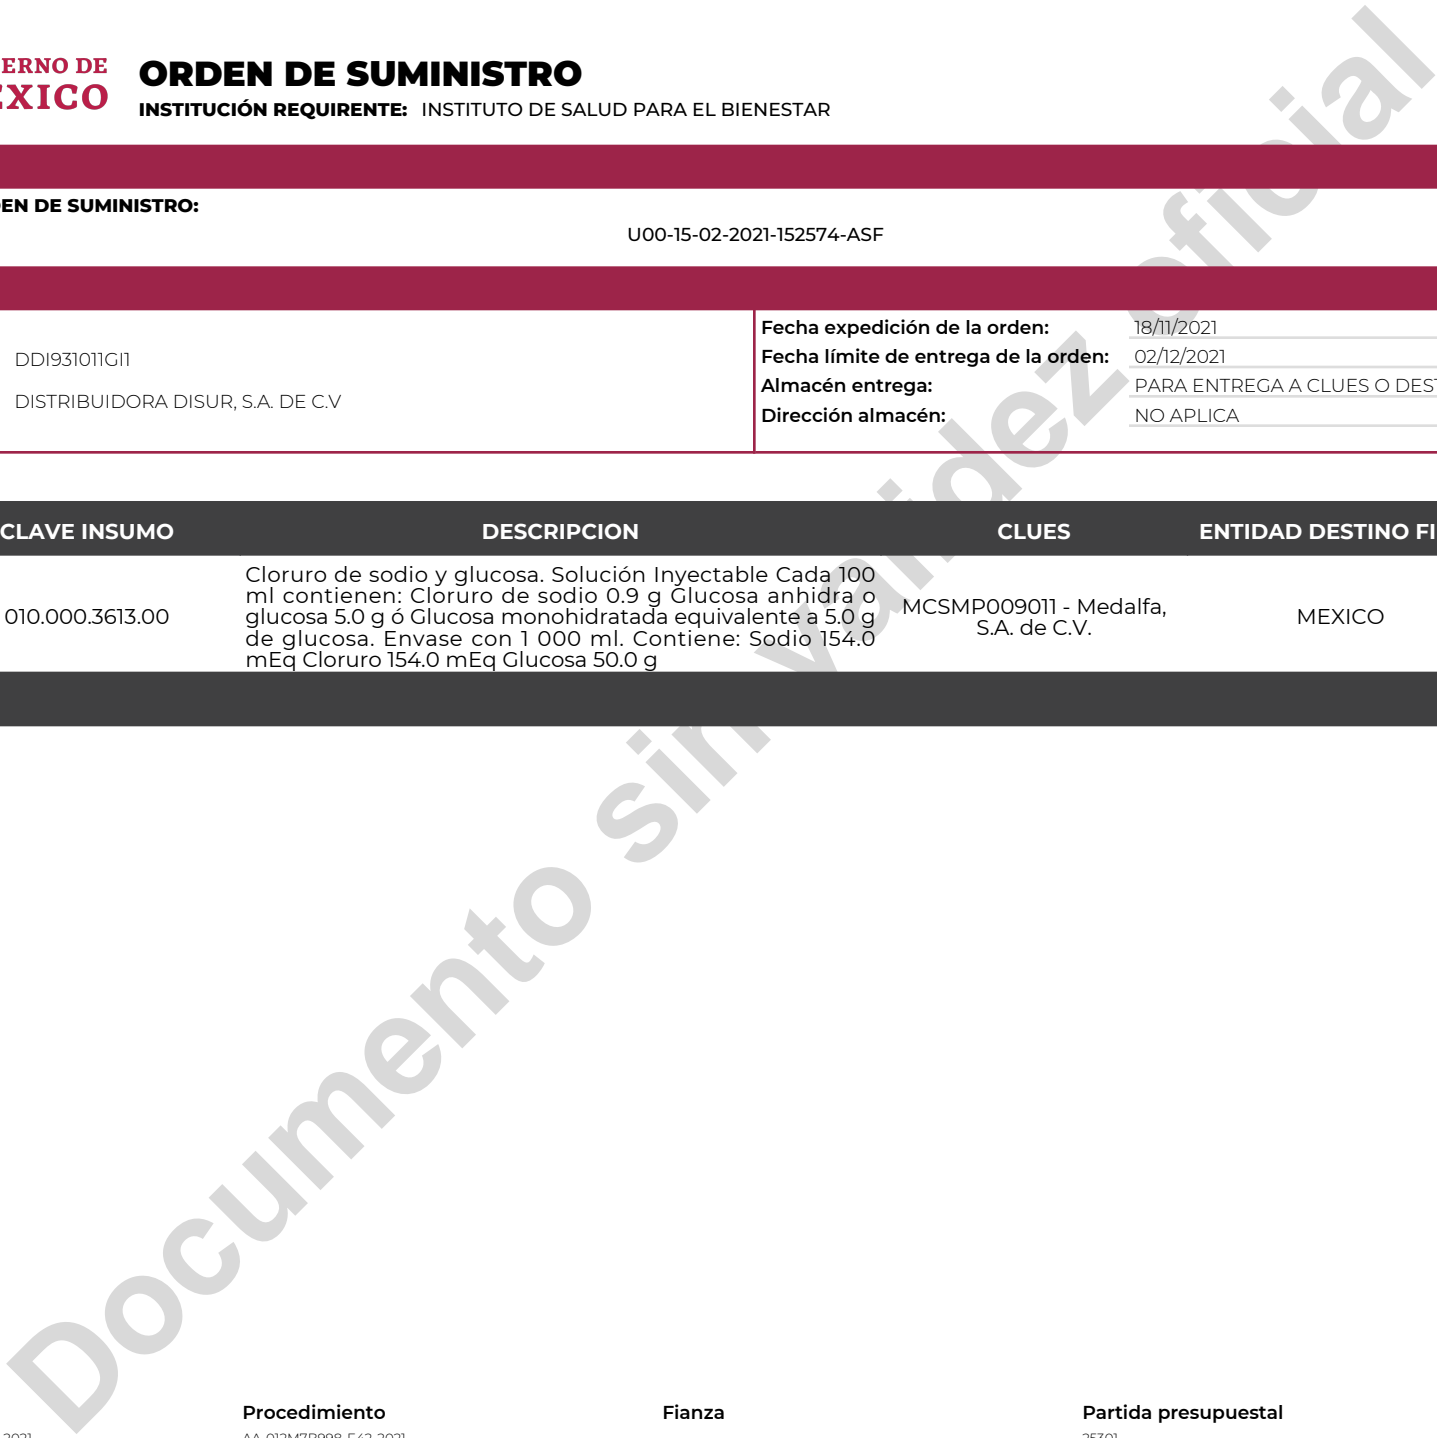 ERNO DE
EXICO
ORDEN DE SUMINISTRO
INSTITUCIÓN REQUIRENTE: INSTITUTO DE SALUD PARA EL BIENESTAR
EN DE SUMINISTRO:
U00-15-02-2021-152574-ASF
DDI931011GI1
DISTRIBUIDORA DISUR, S.A. DE C.V
Fecha expedición de la orden: 18/11/2021
Fecha límite de entrega de la orden: 02/12/2021
Almacén entrega: PARA ENTREGA A CLUES O DEST
Dirección almacén: NO APLICA
CLAVE INSUMO DESCRIPCION CLUES ENTIDAD DESTINO FI
010.000.3613.00
Cloruro de sodio y glucosa. Solución Inyectable Cada 100
ml contienen: Cloruro de sodio 0.9 g Glucosa anhidra o
glucosa 5.0 g ó Glucosa monohidratada equivalente a 5.0 g
de glucosa. Envase con 1 000 ml. Contiene: Sodio 154.0
mEq Cloruro 154.0 mEq Glucosa 50.0 g
MCSMP009011 - Medalfa,
S.A. de C.V.
MEXICO
Documento sin validez oficial
Procedimiento Fianza Partida presupuestal